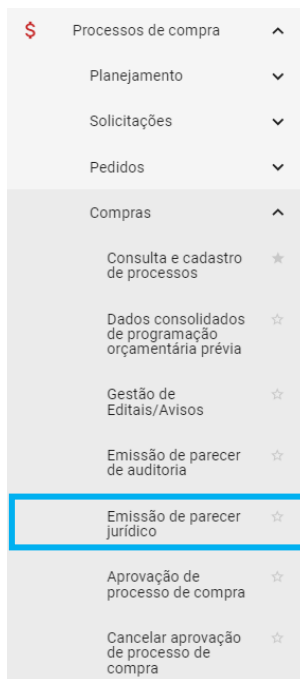 $ Processos de compra
Planejamento
Solicitações
Pedidos
Compras
Consulta e cadastro
de processos
Dados consolidados
de programação
orçamentária prévia
Gestão de
Editais/Avisos
Emissão de parecer
de auditoria
Emissão de parecer
jurídico
Aprovação de
processo de compra
Cancelar aprovação
de processo de
compra